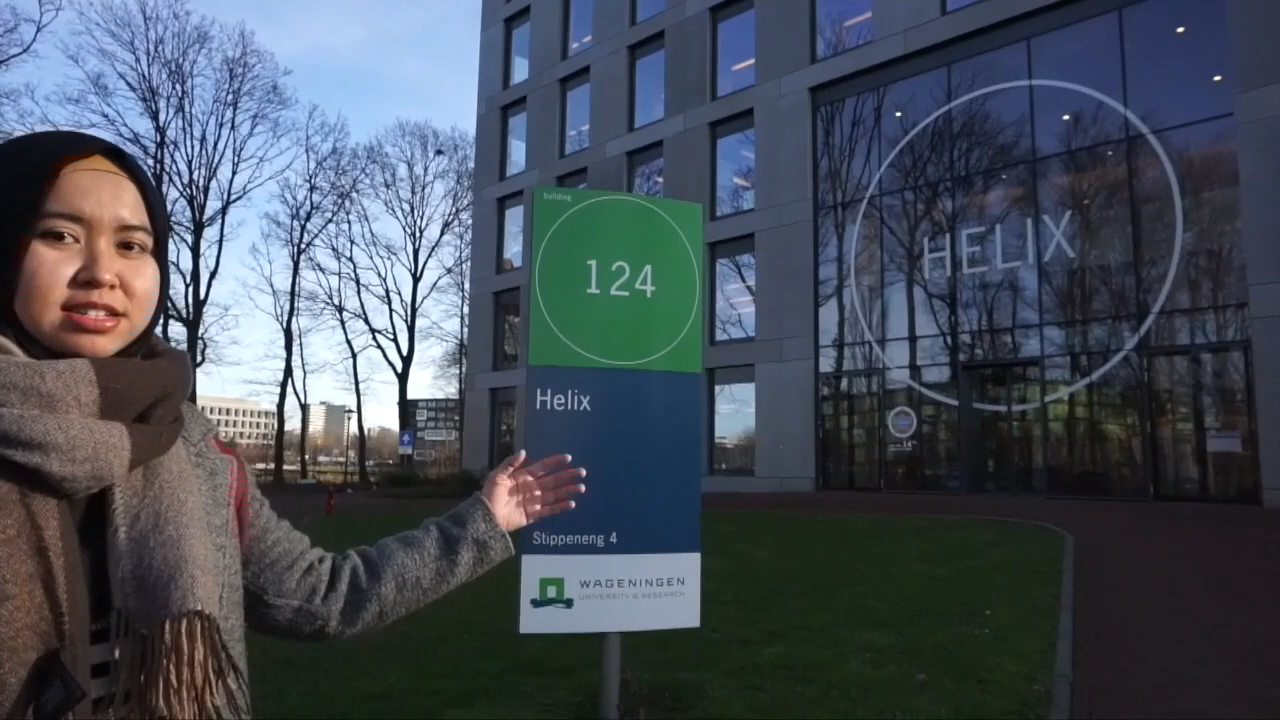 building
124
Helix
Stippeneng 4
WAGENINGEN
UNIVERSITY & RESEARCH
HELIX